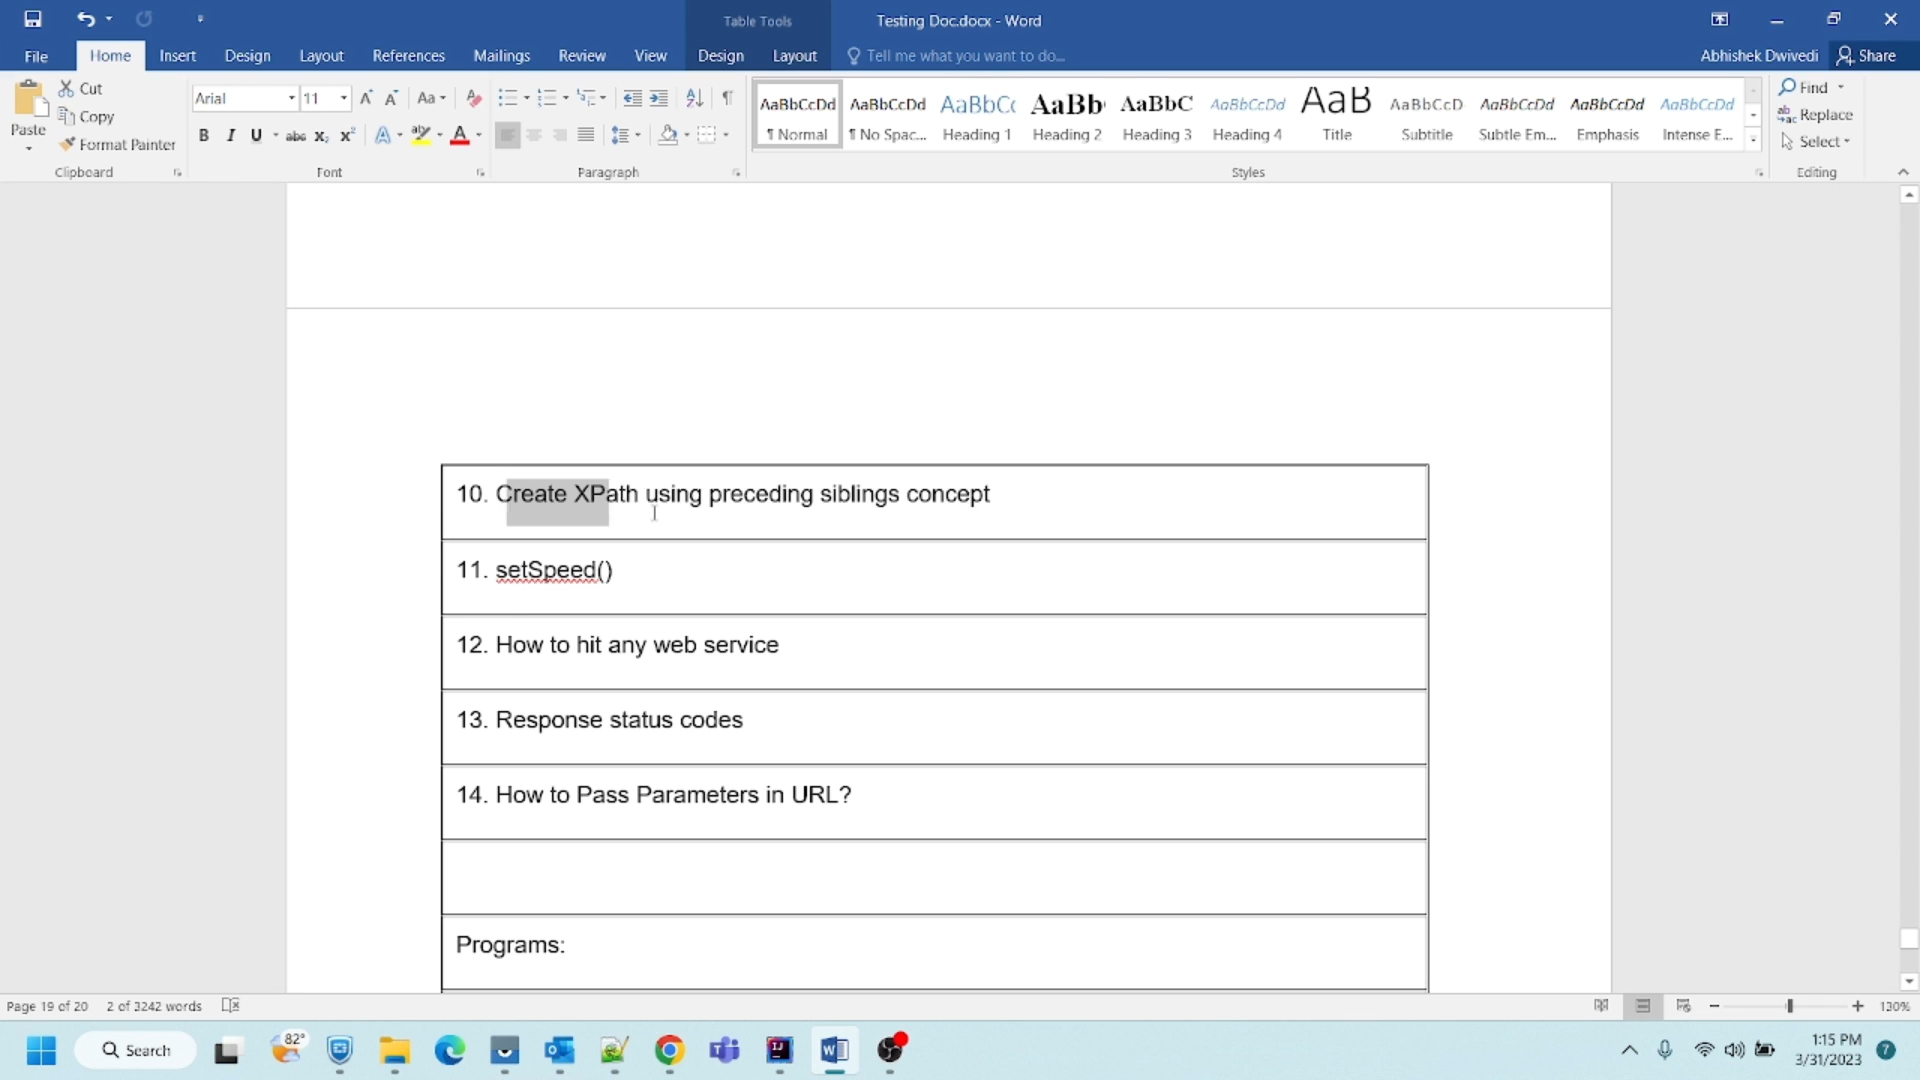 Table Tools
Testing Doc.docx - Word
File
Home
Insert
Design
Layout
References
Mailings
Review
View
Design
Layout
Tell me what you want to do...
Abhishek Dwivedi
Share
Paste
Cut
Copy
Format Painter
Clipboard
Arial
11
Font
Paragraph
AaBbCcDd
¶ Normal
AaBbCcDd
¶ No Spac...
AaBbCc
Heading 1
AaBb
Heading 2
AaBbC
Heading 3
AaBbCcDd
Heading 4
AaB
Title
AaBbCcD
Subtitle
AaBbCcDd
Subtle Em...
AaBbCcDd
Emphasis
AaBbCcDd
Intense E...
Styles
Find
Replace
Select
Editing
10. Create XPath using preceding siblings concept
11. setSpeed()
12. How to hit any web service
13. Response status codes
14. How to Pass Parameters in URL?
Programs:
Page 19 of 20
2 of 3242 words
130%
Search
82°
1:15 PM
3/31/2023
7